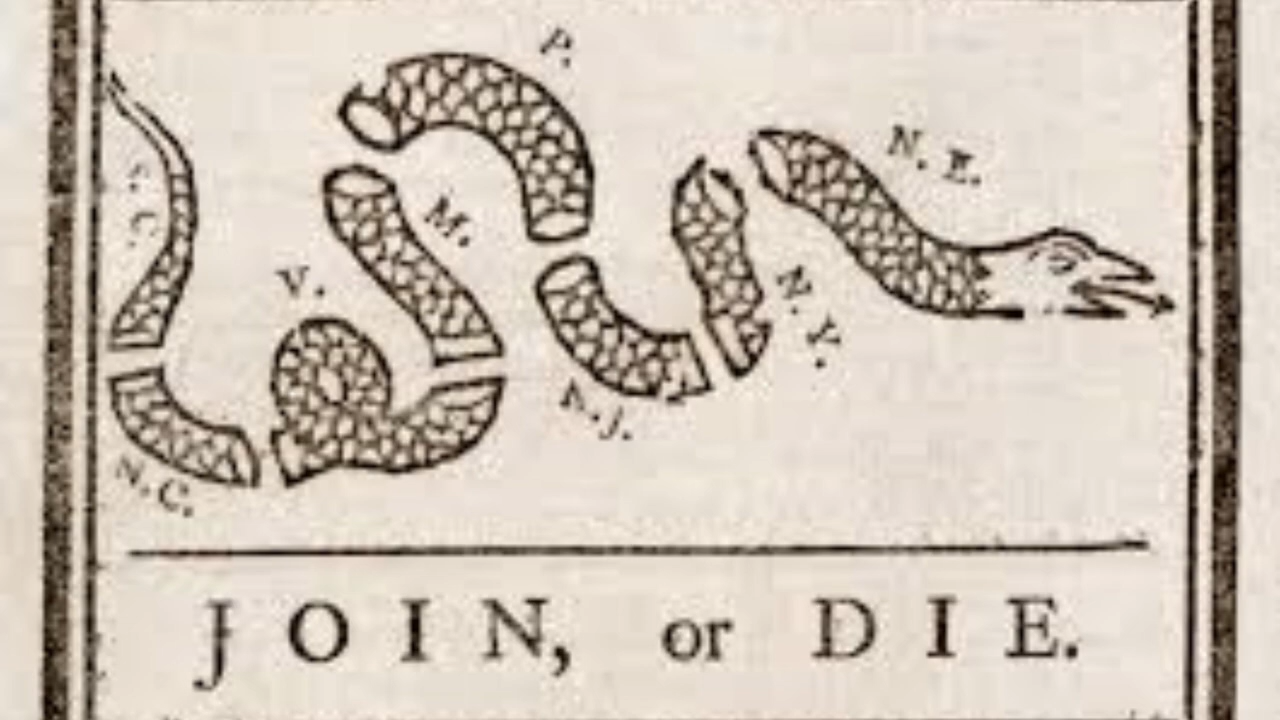 P.
N. E.
S. C.
M.
V.
N. Y.
N. J.
N. C.
JOIN, or DIE.